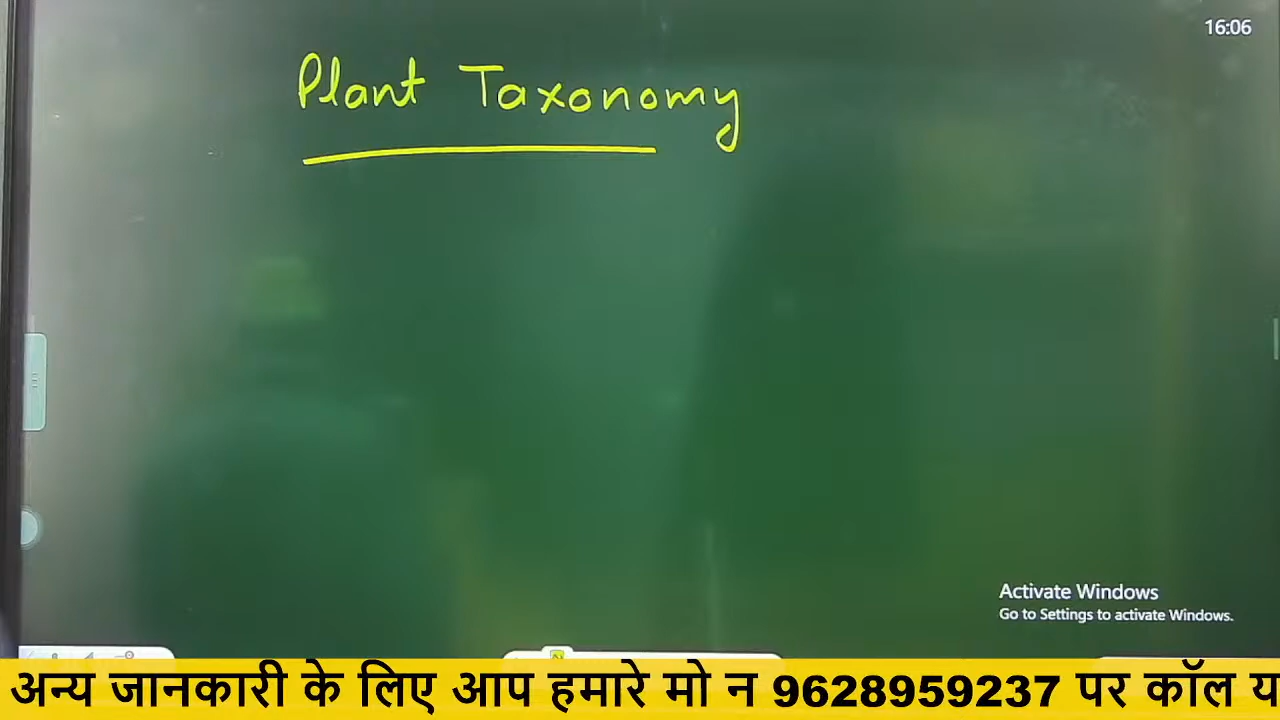 16:06
Plant Taxonomy
Activate Windows
Go to Settings to activate Windows.
अन्य जानकारी के लिए आप हमारे मो न 9628959237 पर कॉल य